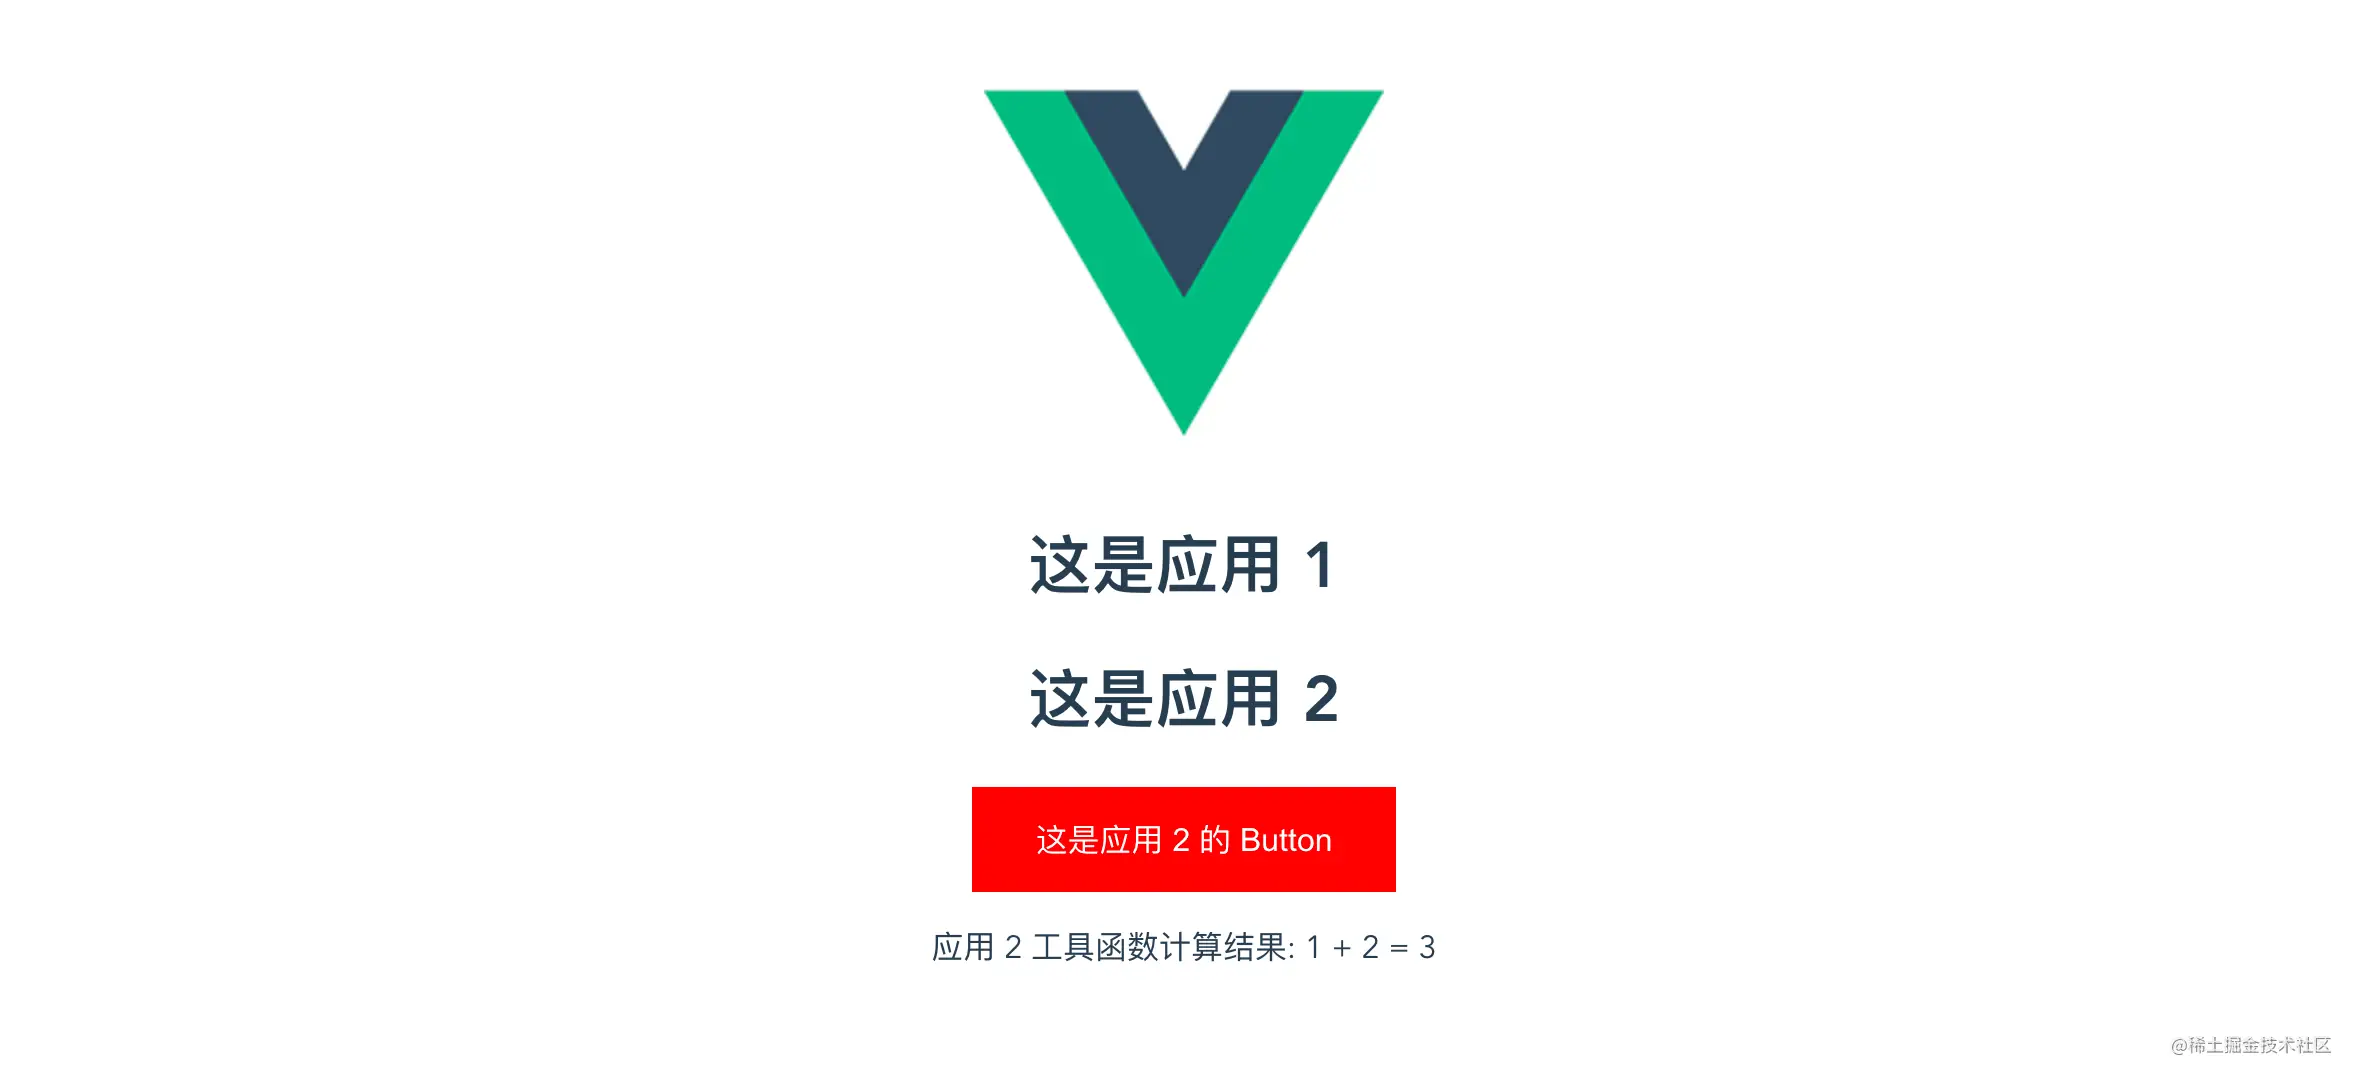 这是应用 1
这是应用 2
这是应用 2 的 Button
应用 2 工具函数计算结果: 1 + 2 = 3
@稀土掘金技术社区